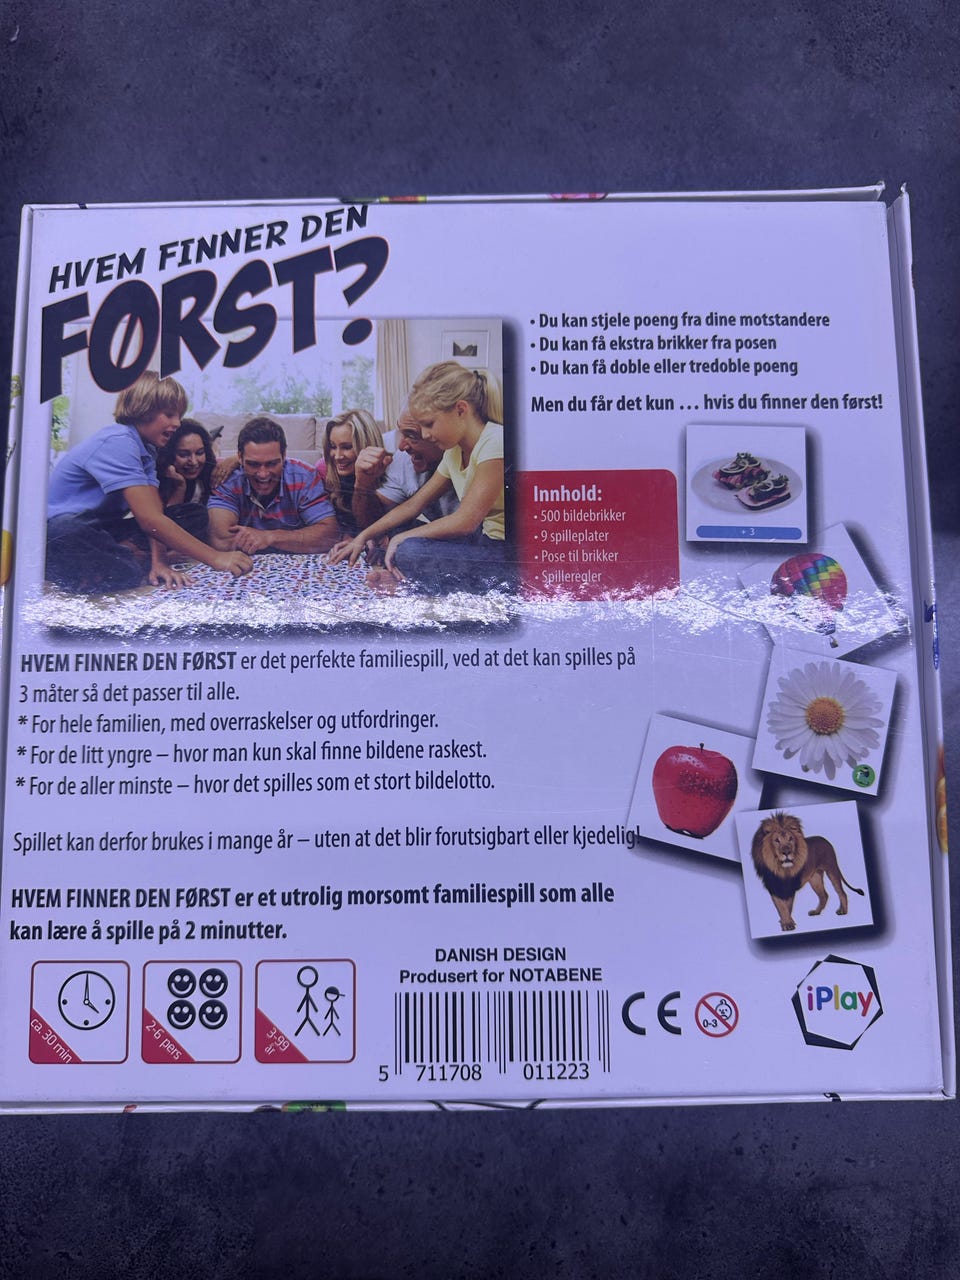 HVEM FINNER DEN
FØRST?
• Du kan stjele poeng fra dine motstandere
• Du kan få ekstra brikker fra posen
• Du kan få doble eller tredoble poeng
Men du får det kun ... hvis du finner den først!
Innhold:
• 500 bildebrikker
• 9 spilleplater
• Pose til brikker
• Spilleregler
+ 3
HVEM FINNER DEN FØRST er det perfekte familiespill, ved at det kan spilles på
3 måter så det passer til alle.
* For hele familien, med overraskelser og utfordringer.
* For de litt yngre – hvor man kun skal finne bildene raskest.
* For de aller minste – hvor det spilles som et stort bildelotto.
Spillet kan derfor brukes i mange år – uten at det blir forutsigbart eller kjedelig!
HVEM FINNER DEN FØRST er et utrolig morsomt familiespill som alle
kan lære å spille på 2 minutter.
ca. 30 min
2-6 pers
3-99
år
DANISH DESIGN
Produsert for NOTABENE
5 711708 011223
CE
0-3
iPlay